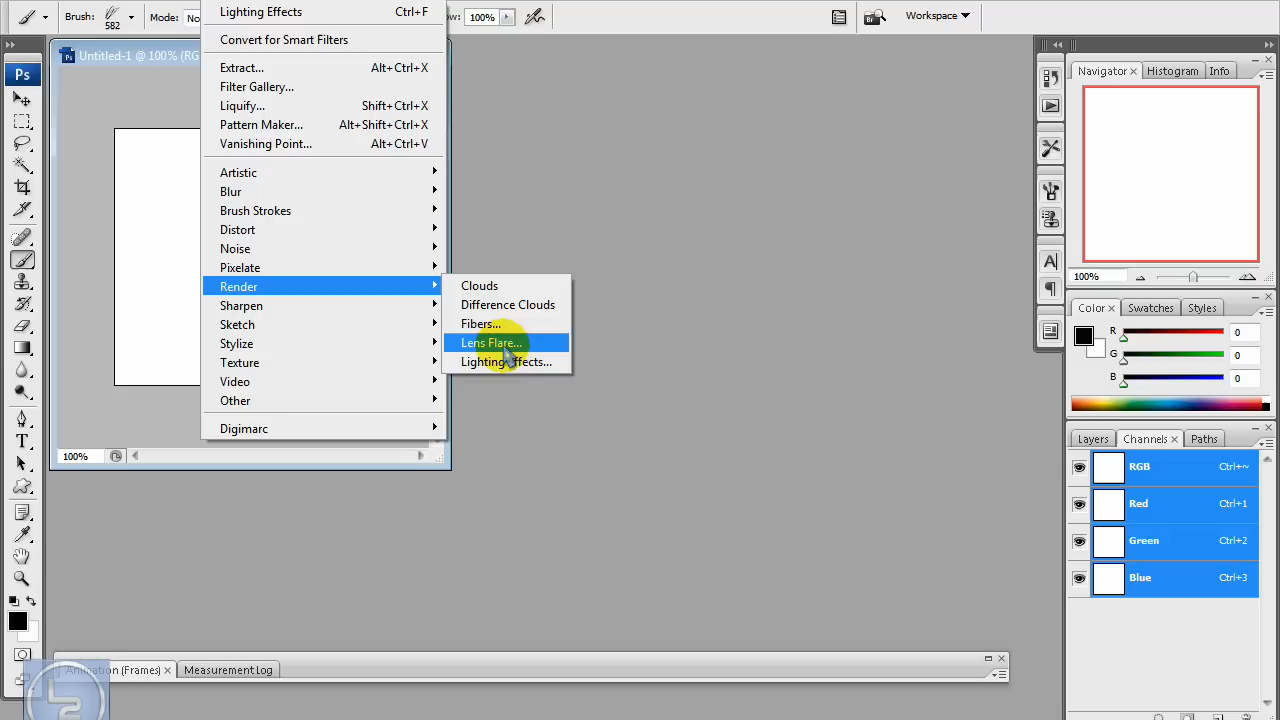 Brush:
582
Mode:
100%
Workspace
Lighting Effects Ctrl+F
Convert for Smart Filters
Extract... Alt+Ctrl+X
Filter Gallery...
Liquify... Shift+Ctrl+X
Pattern Maker... Alt+Shift+Ctrl+X
Vanishing Point... Alt+Ctrl+V
Artistic
Blur
Brush Strokes
Distort
Noise
Pixelate
Render
Sharpen
Sketch
Stylize
Texture
Video
Other
Digimarc
Clouds
Difference Clouds
Fibers...
Lens Flare...
Lighting Effects...
Ps
Untitled-1 @ 100% (RG
100%
Navigator Histogram Info
100%
Color Swatches Styles
R 0
G 0
B 0
Layers Channels Paths
RGB Ctrl+~
Red Ctrl+1
Green Ctrl+2
Blue Ctrl+3
Animation (Frames) Measurement Log